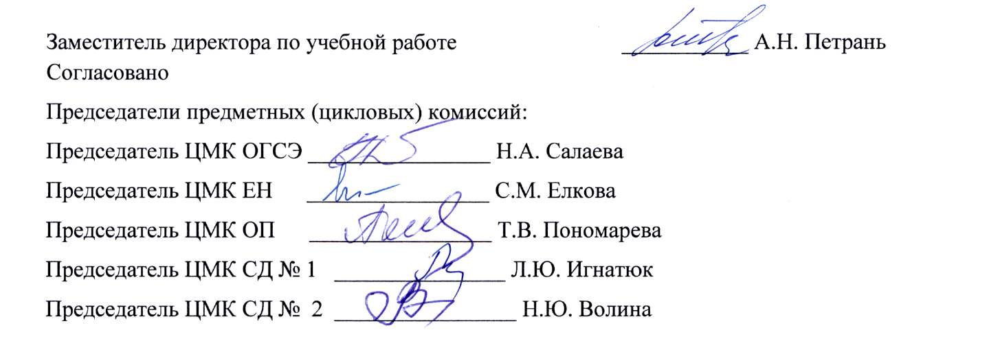 Заместитель директора по учебной работе ___________ А.Н. Петрань
Согласовано
Председатели предметных (цикловых) комиссий:
Председатель ЦМК ОГСЭ ________________ Н.А. Салаева
Председатель ЦМК ЕН ________________ С.М. Елкова
Председатель ЦМК ОП ________________ Т.В. Пономарева
Председатель ЦМК СД № 1 _______________ Л.Ю. Игнатюк
Председатель ЦМК СД № 2 ________________ Н.Ю. Волина